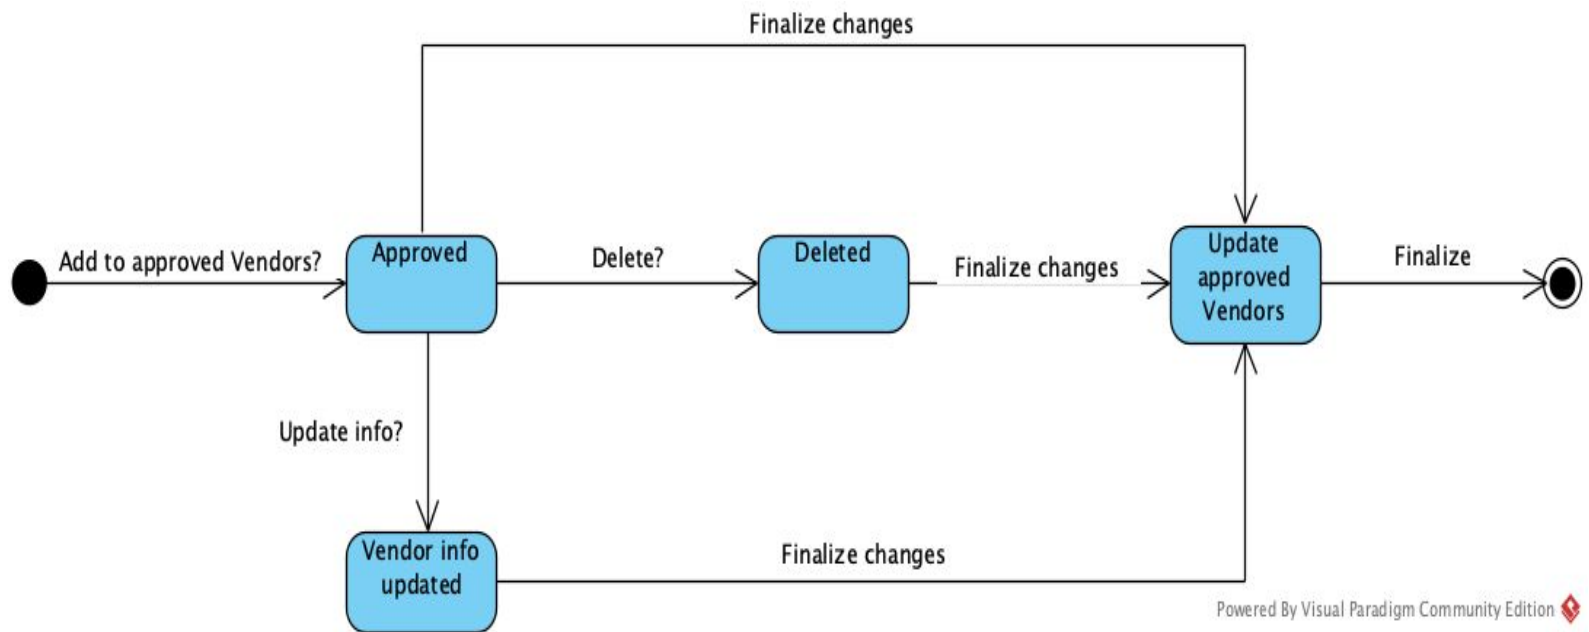 Finalize changes
Add to approved Vendors?
Approved
Delete?
Deleted
Finalize changes
Update
approved
Vendors
Finalize
Update info?
Vendor info
updated
Finalize changes
Powered By Visual Paradigm Community Edition